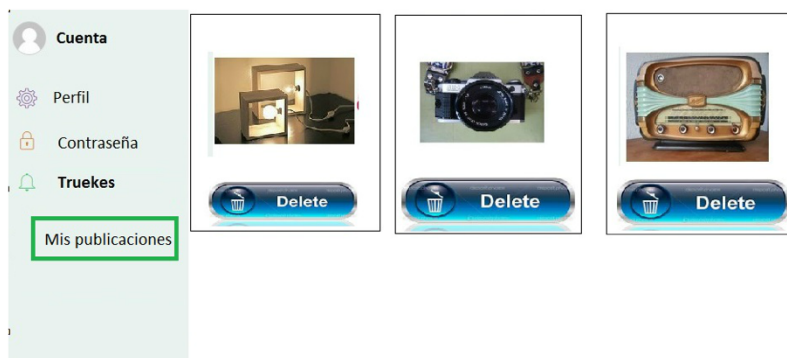 Cuenta
Perfil
Contraseña
Truekes
Mis publicaciones
Delete
Delete
Delete